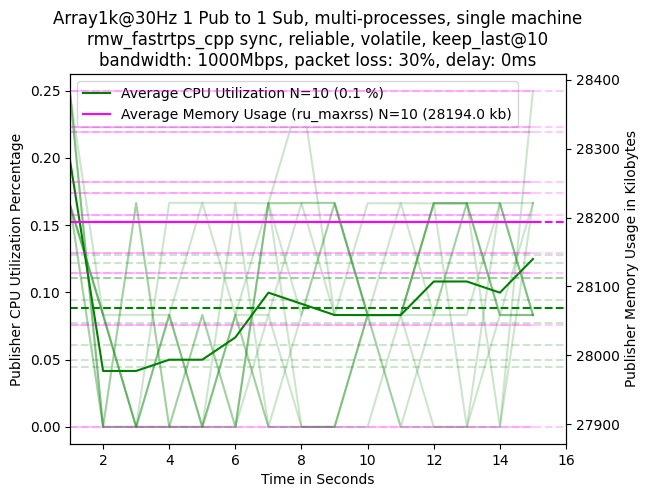 Array1k@30Hz 1 Pub to 1 Sub, multi-processes, single machine
rmw_fastrtps_cpp sync, reliable, volatile, keep_last@10
bandwidth: 1000Mbps, packet loss: 30%, delay: 0ms
Average CPU Utilization N=10 (0.1 %)
Average Memory Usage (ru_maxrss) N=10 (28194.0 kb)
Publisher CPU Utilization Percentage
0.25
0.20
0.15
0.10
0.05
0.00
28400
28300
28200
28100
28000
27900
Publisher Memory Usage in Kilobytes
2 4 6 8 10 12 14 16
Time in Seconds